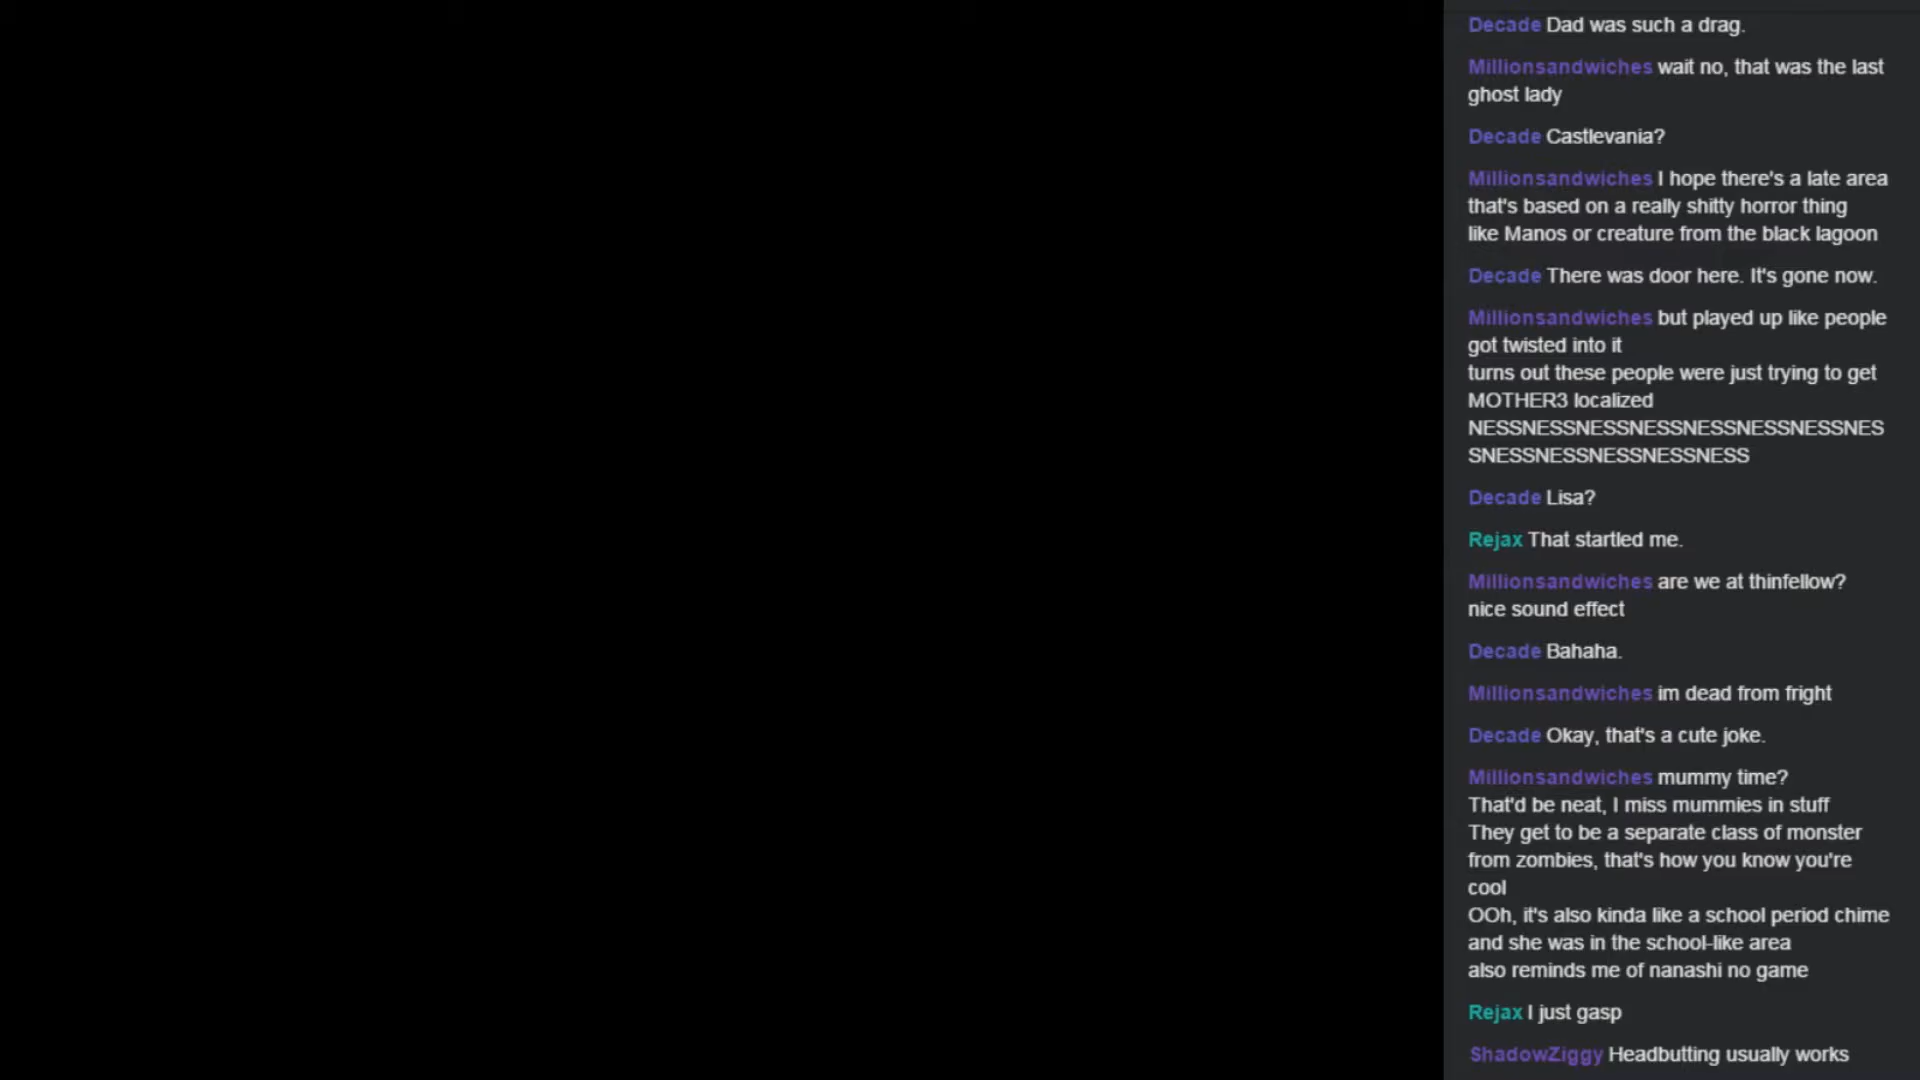 Decade Dad was such a drag.
Millionsandwiches wait no, that was the last
ghost lady
Decade Castlevania?
Millionsandwiches I hope there's a late area
that's based on a really shitty horror thing
like Manos or creature from the black lagoon
Decade There was door here. It's gone now.
Millionsandwiches but played up like people
got twisted into it
turns out these people were just trying to get
MOTHER3 localized
NESSNESSNESSNESSNESSNESSNESSNES
SNESSNESSNESSNESSNESS
Decade Lisa?
Rejax That startled me.
Millionsandwiches are we at thinfellow?
nice sound effect
Decade Bahaha.
Millionsandwiches im dead from fright
Decade Okay, that's a cute joke.
Millionsandwiches mummy time?
That'd be neat, I miss mummies in stuff
They get to be a separate class of monster
from zombies, that's how you know you're
cool
OOh, it's also kinda like a school period chime
and she was in the school-like area
also reminds me of nanashi no game
Rejax I just gasp
ShadowZiggy Headbutting usually works